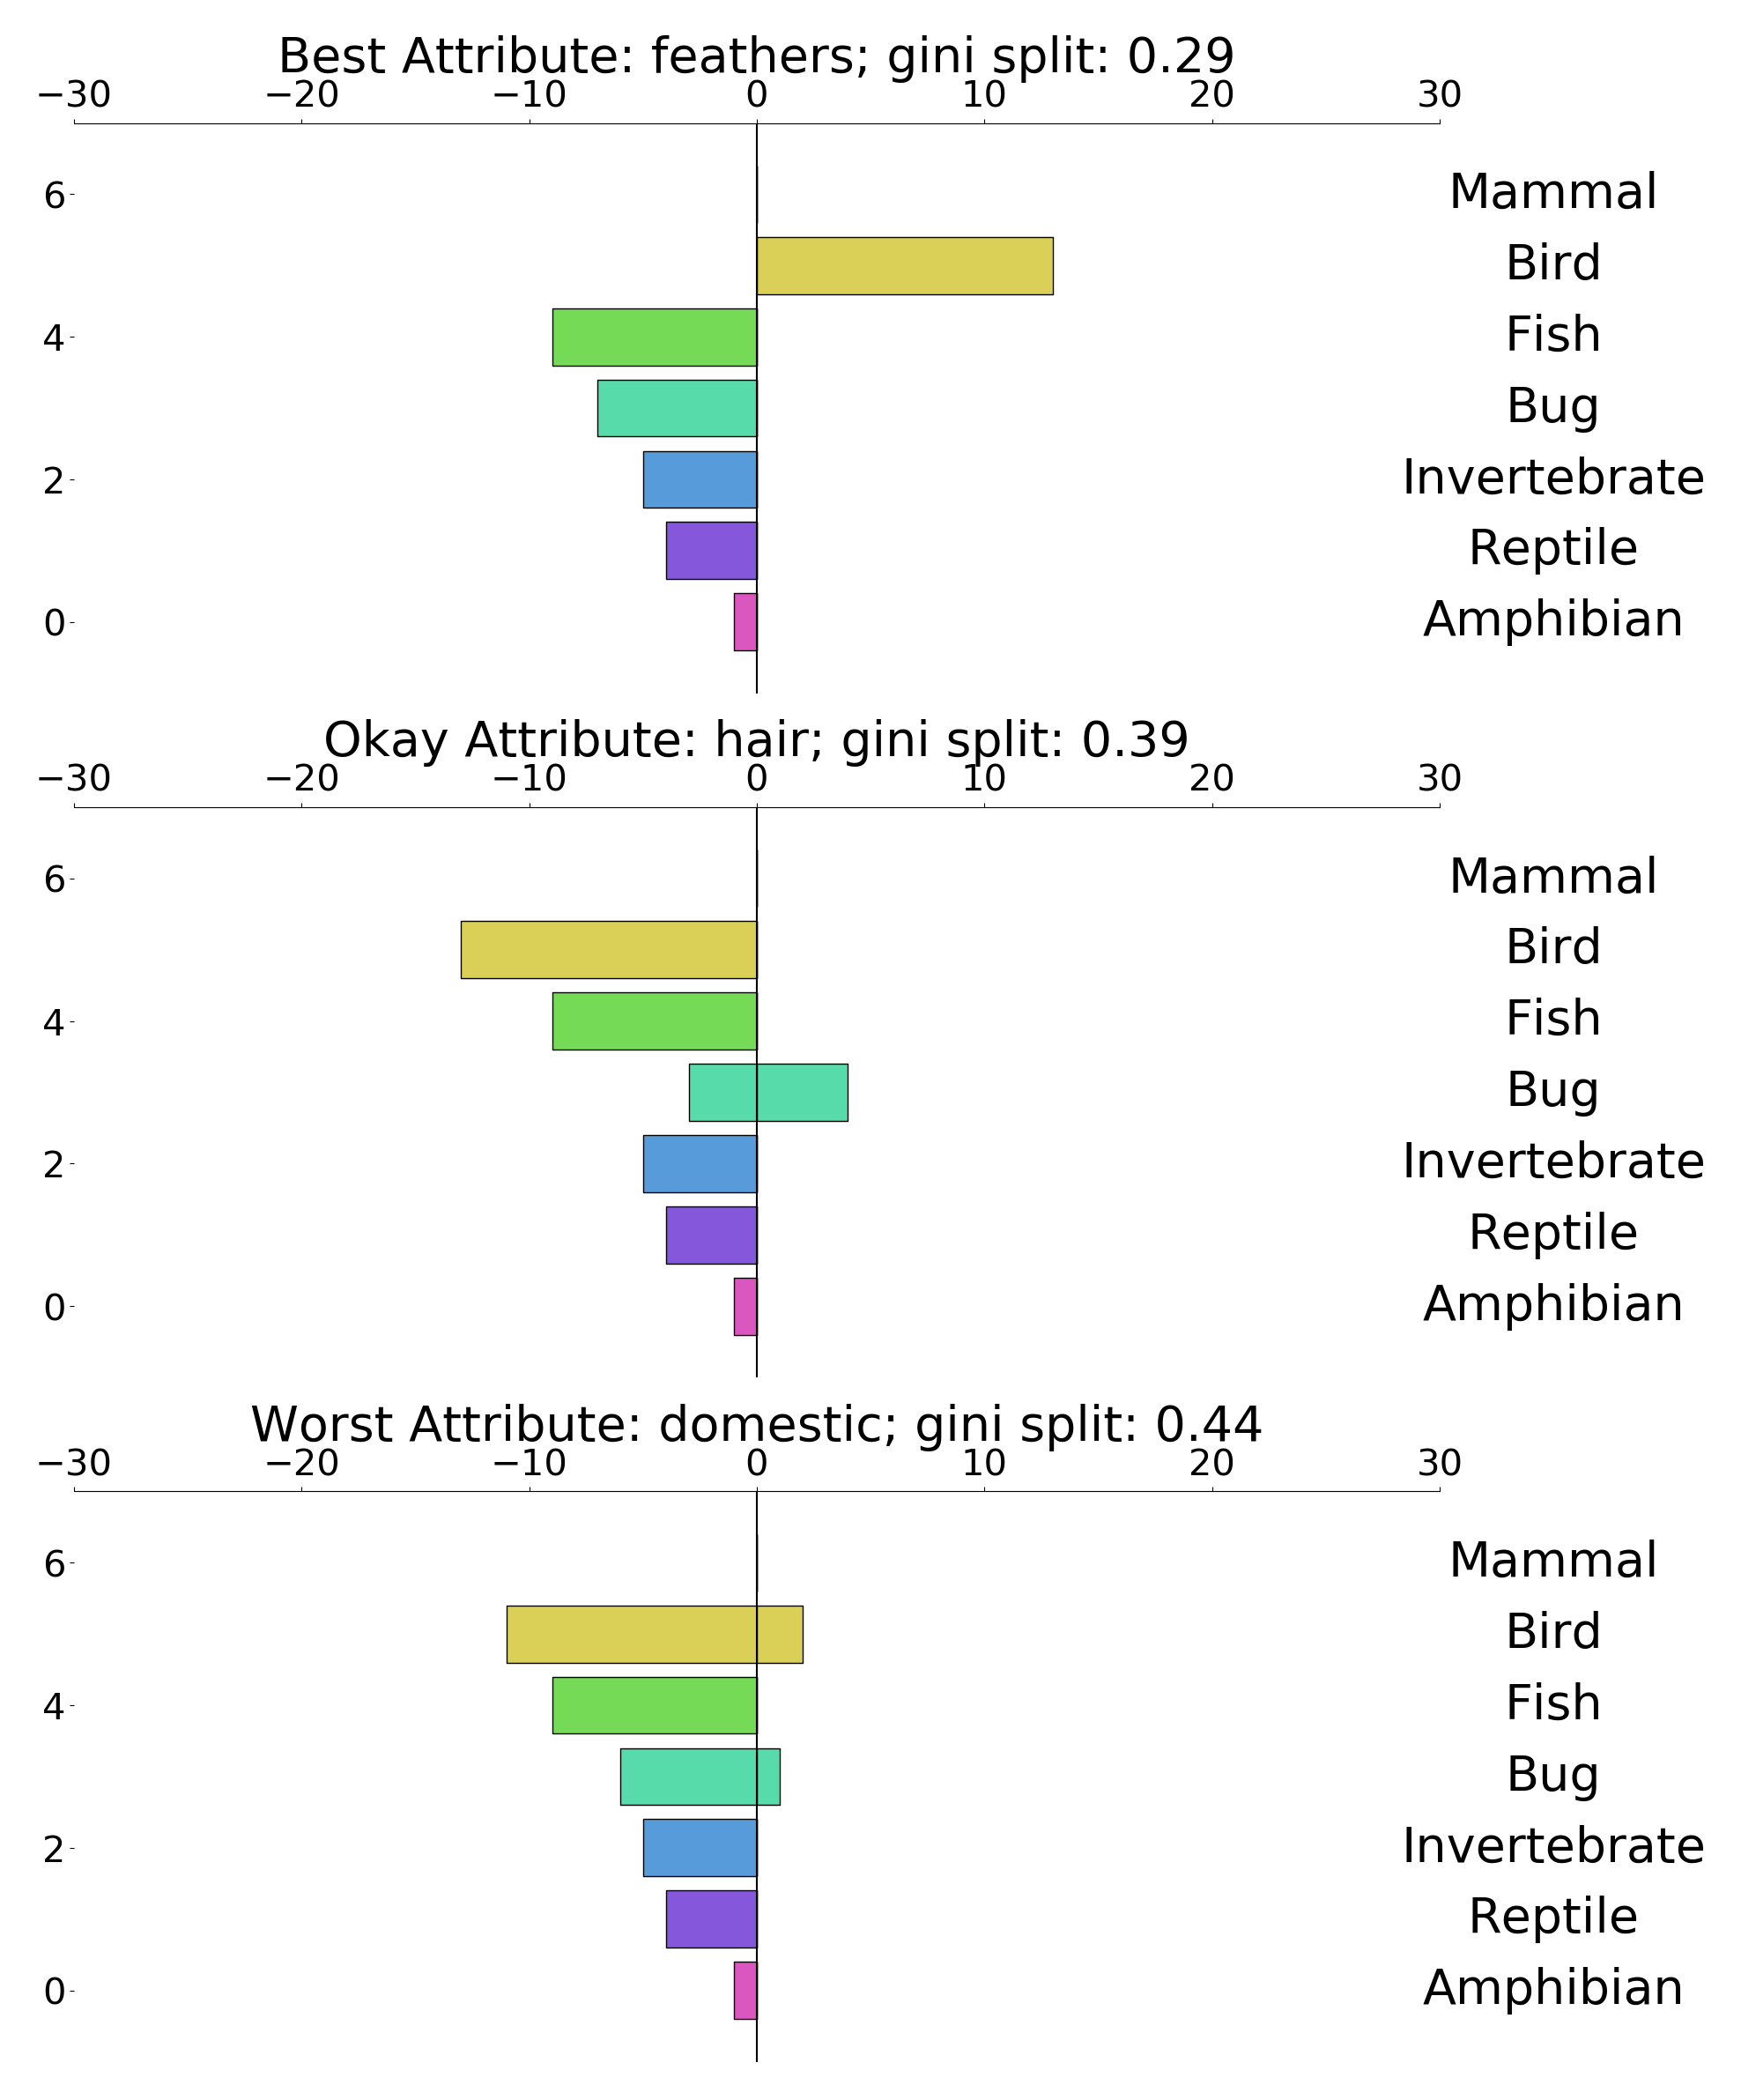 Best Attribute: feathers; gini split: 0.29
−30 −20 −10 0 10 20 30
6 Mammal
Bird
4 Fish
Bug
2 Invertebrate
Reptile
0 Amphibian
Okay Attribute: hair; gini split: 0.39
−30 −20 −10 0 10 20 30
6 Mammal
Bird
4 Fish
Bug
2 Invertebrate
Reptile
0 Amphibian
Worst Attribute: domestic; gini split: 0.44
−30 −20 −10 0 10 20 30
6 Mammal
Bird
4 Fish
Bug
2 Invertebrate
Reptile
0 Amphibian